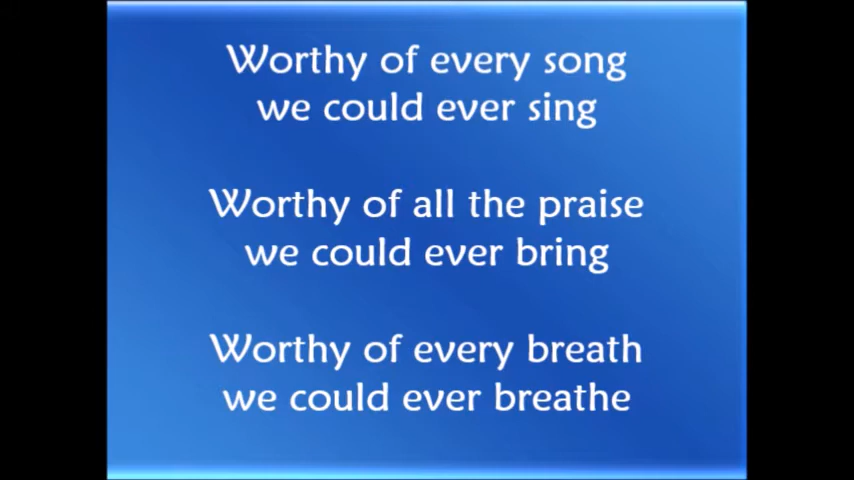 Worthy of every song
we could ever sing
Worthy of all the praise
we could ever bring
Worthy of every breath
we could ever breathe